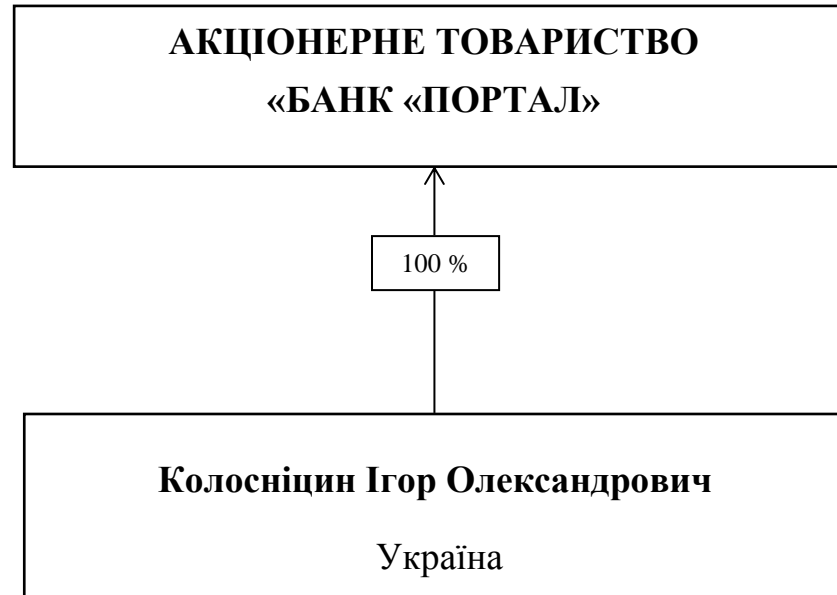 АКЦІОНЕРНЕ ТОВАРИСТВО
«БАНК «ПОРТАЛ»
100 %
Колосніцин Ігор Олександрович
Україна